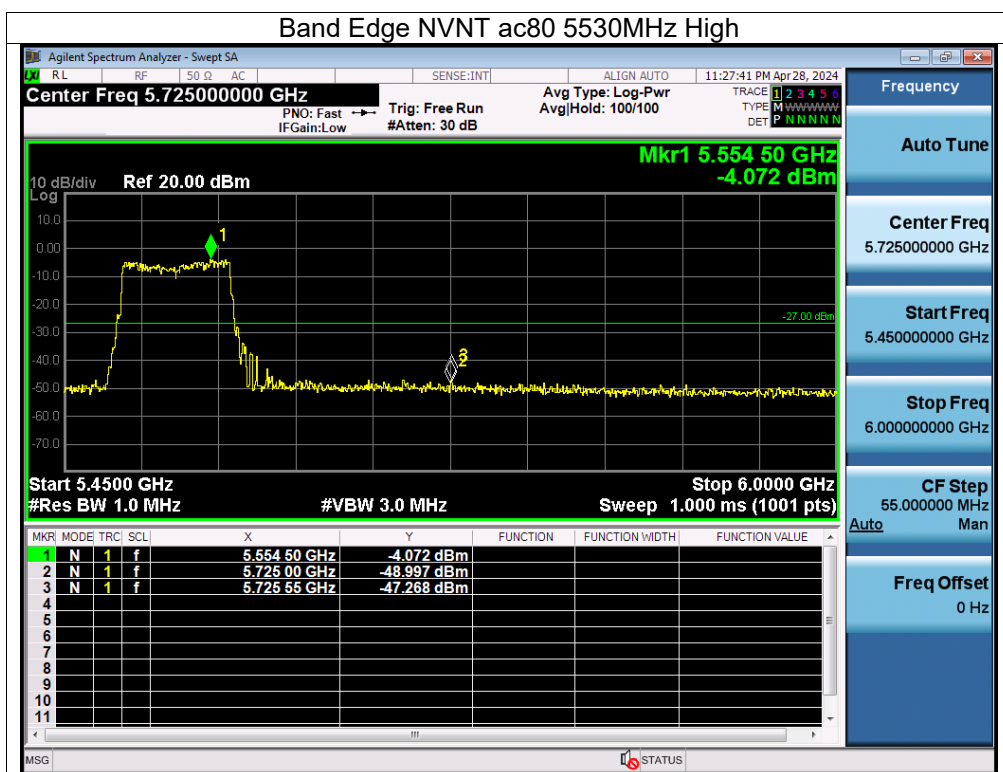 Band Edge NVNT ac80 5530MHz High
Agilent Spectrum Analyzer - Swept SA
LXI RL RF 50 Ω AC SENSE:INT ALIGN AUTO 11:27:41 PM Apr 28, 2024
Center Freq 5.725000000 GHz
PNO: Fast
IFGain:Low
Trig: Free Run
#Atten: 30 dB
Avg Type: Log-Pwr
Avg|Hold: 100/100
TRACE 1 2 3 4 5 6
TYPE M WWWWW
DET P N N N N N
Mkr1 5.554 50 GHz
-4.072 dBm
10 dB/div Ref 20.00 dBm
Log
10.0
0.00
-10.0
-20.0
-30.0
-40.0
-50.0
-60.0
-70.0
1
-27.00 dBm
3
2
Start 5.4500 GHz Stop 6.0000 GHz
#Res BW 1.0 MHz #VBW 3.0 MHz Sweep 1.000 ms (1001 pts)
MKR MODE TRC SCL X Y FUNCTION FUNCTION WIDTH FUNCTION VALUE
1 N 1 f 5.554 50 GHz -4.072 dBm
2 N 1 f 5.725 00 GHz -48.997 dBm
3 N 1 f 5.725 55 GHz -47.268 dBm
4
5
6
7
8
9
10
11
MSG STATUS
Frequency
Auto Tune
Center Freq
5.725000000 GHz
Start Freq
5.450000000 GHz
Stop Freq
6.000000000 GHz
CF Step
55.000000 MHz
Auto Man
Freq Offset
0 Hz